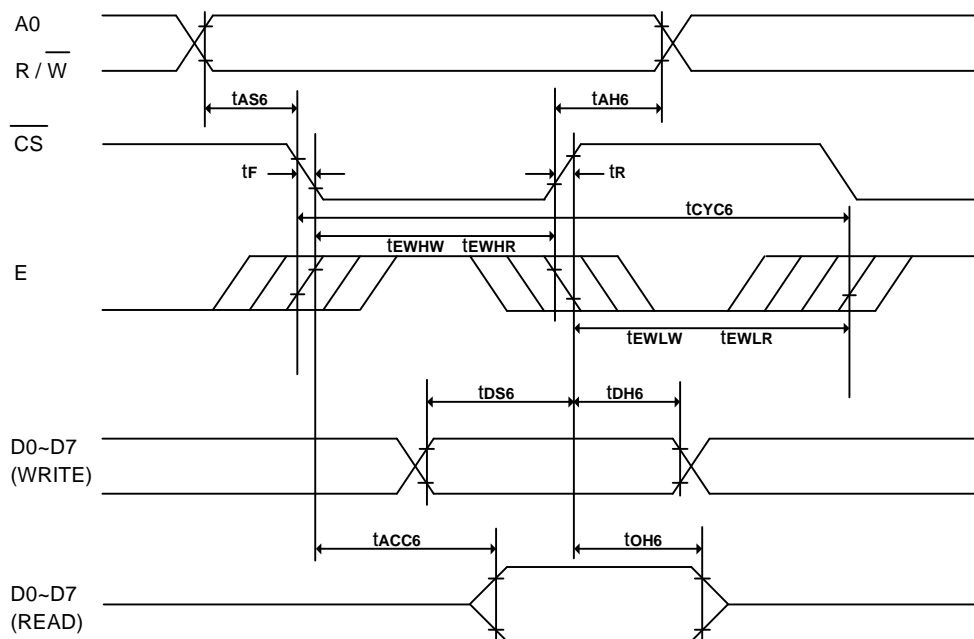 A0
R / W
tAS6 tAH6
CS
tF tR
tCYC6
tEWHW tEWHR
E
tEWLW tEWLR
tDS6 tDH6
D0~D7
(WRITE)
tACC6 tOH6
D0~D7
(READ)